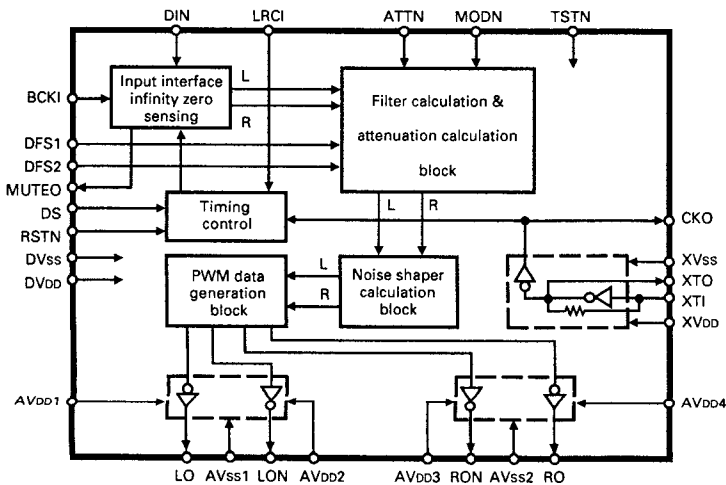 DIN LRCI ATTN MODN TSTN
BCKI
Input interface
infinity zero
sensing
L
R
Filter calculation &
attenuation calculation
block
DFS1
DFS2
MUTEO
DS
RSTN
DVSS
DVDD
Timing
control
L R
CKO
XVSS
XTO
XTI
XVDD
PWM data
generation
block
L
R
Noise shaper
calculation
block
AVDD1
AVDD4
LO AVSS1 LON AVDD2 AVDD3 RON AVSS2 RO